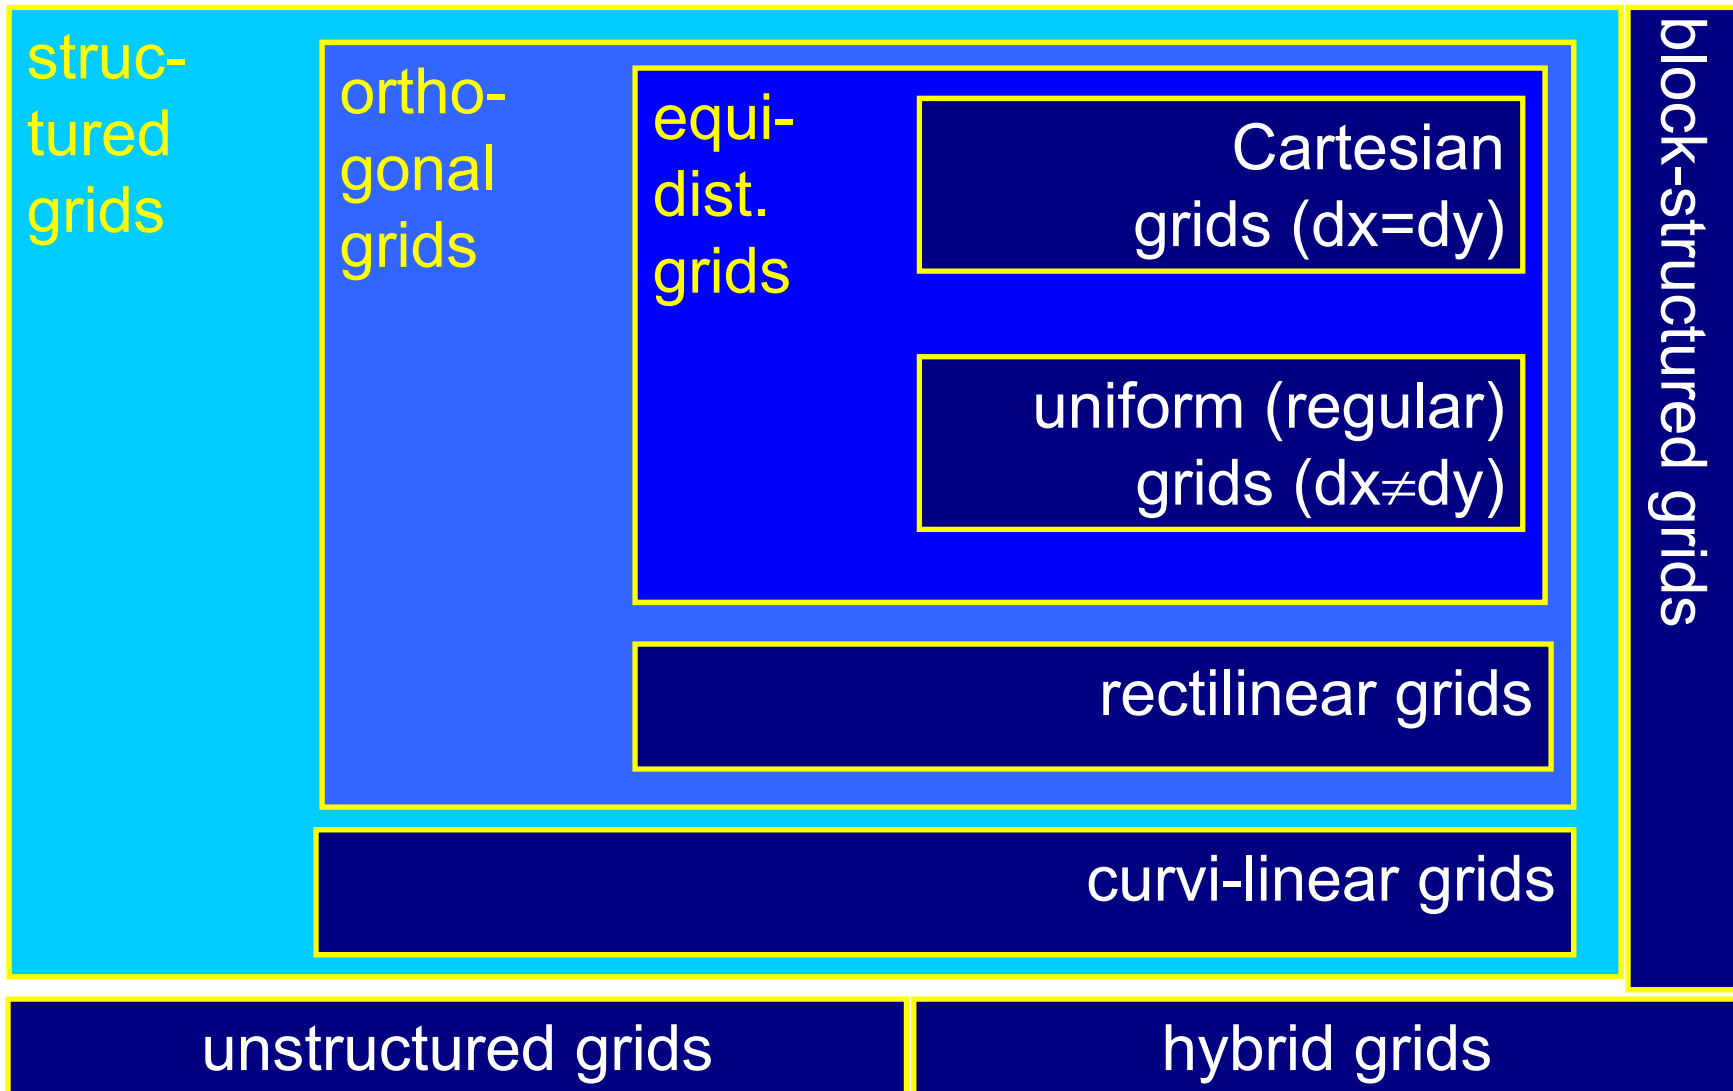 struc-
tured
grids
ortho-
gonal
grids
equi-
dist.
grids
Cartesian
grids (dx=dy)
uniform (regular)
grids (dx≠dy)
rectilinear grids
curvi-linear grids
block-structured grids
unstructured grids
hybrid grids